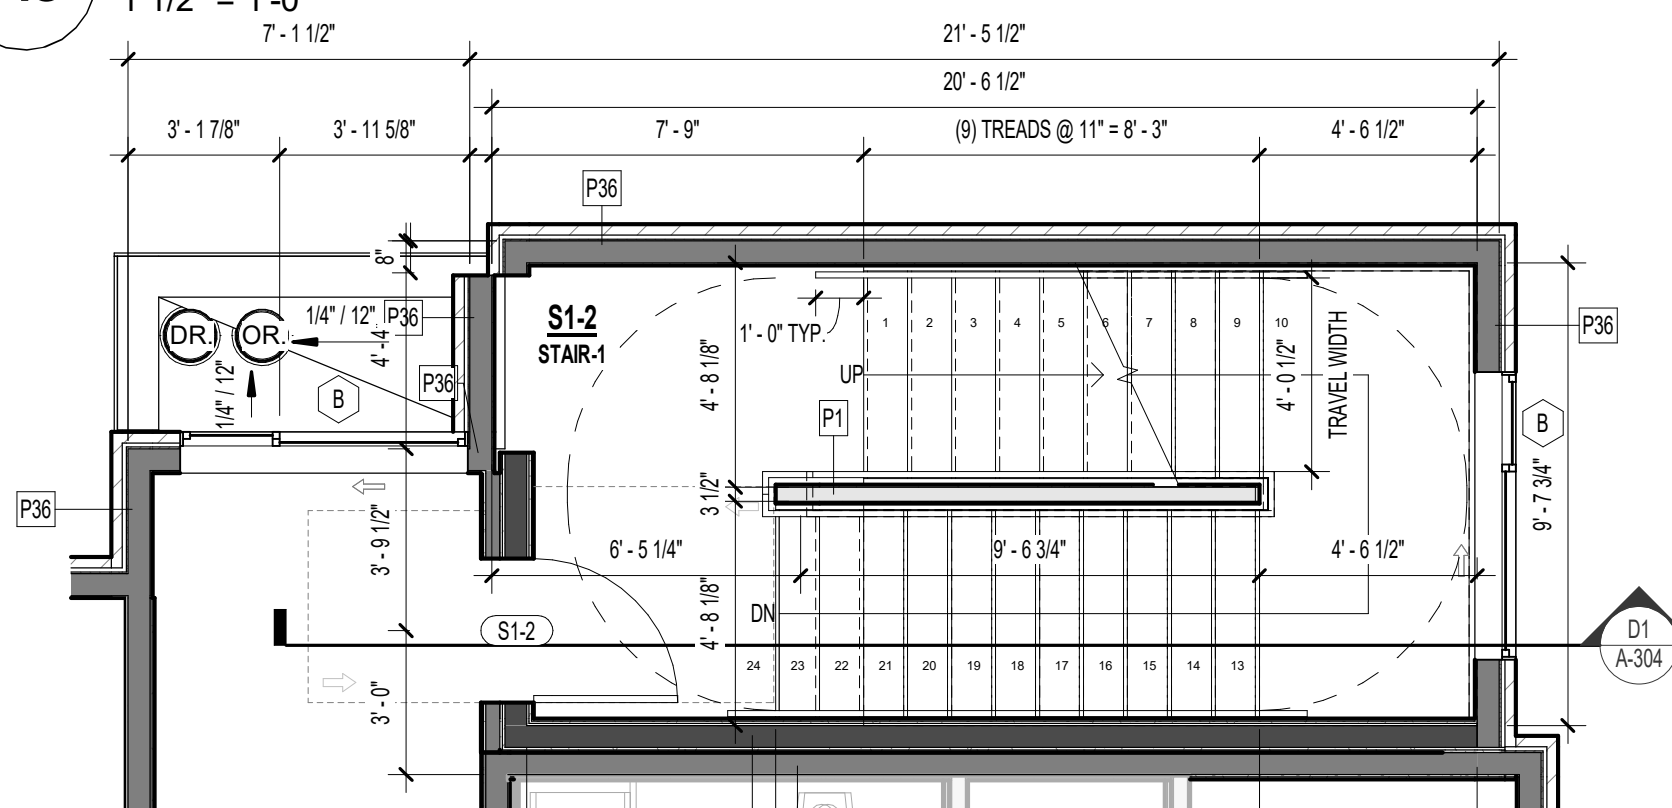 1 1/2" = 1'-0"
7' - 1 1/2"
21' - 5 1/2"
20' - 6 1/2"
3' - 1 7/8"
3' - 11 5/8"
7' - 9"
(9) TREADS @ 11" = 8' - 3"
4' - 6 1/2"
P36
8"
DR.
OR.
1/4" / 12"
P36
4' - 4"
1/4" / 12"
B
P36
S1-2
STAIR-1
1' - 0" TYP.
4' - 8 1/8"
1 2 3 4 5 6 7 8 9 10
UP
P1
4' - 0 1/2"
TRAVEL WIDTH
P36
B
9' - 7 3/4"
P36
3' - 9 1/2"
3 1/2"
6' - 5 1/4"
9' - 6 3/4"
4' - 6 1/2"
DN
4' - 8 1/8"
S1-2
24 23 22 21 20 19 18 17 16 15 14 13
3' - 0"
D1
A-304